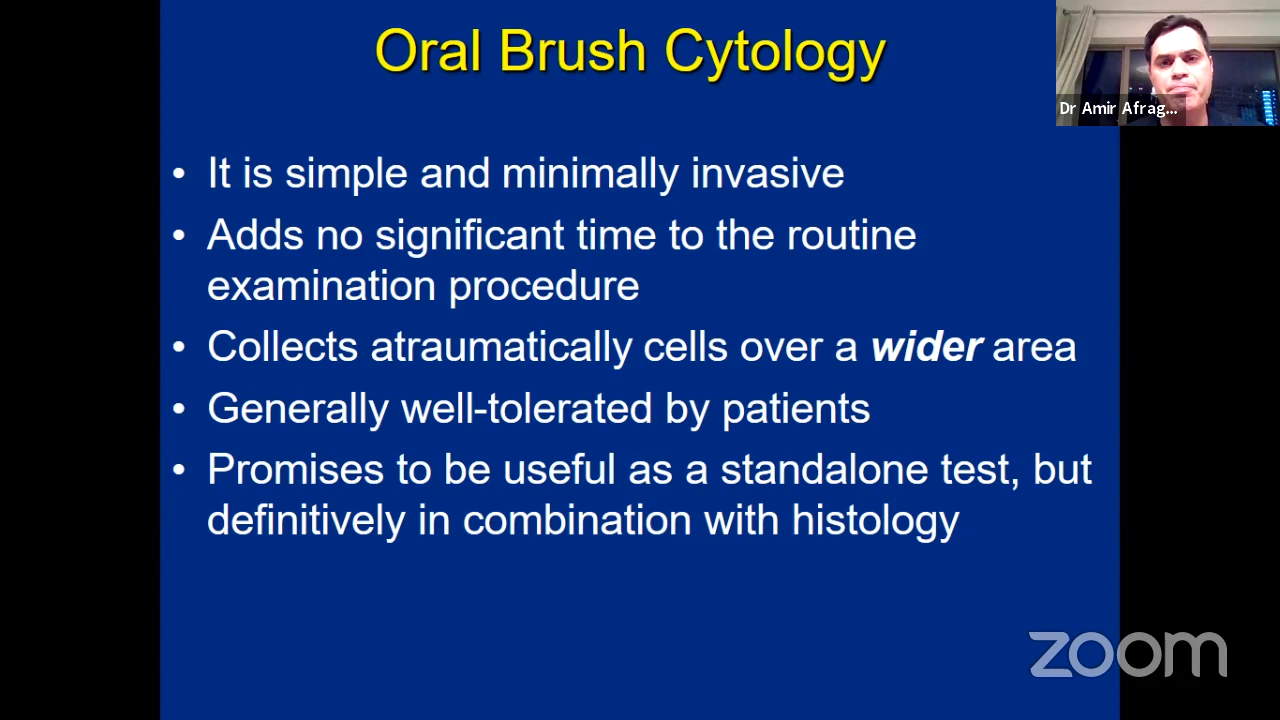 Oral Brush Cytology
Dr Amir Afrag...
• It is simple and minimally invasive
• Adds no significant time to the routine
examination procedure
• Collects atraumatically cells over a wider area
• Generally well-tolerated by patients
• Promises to be useful as a standalone test, but
definitively in combination with histology
zoom